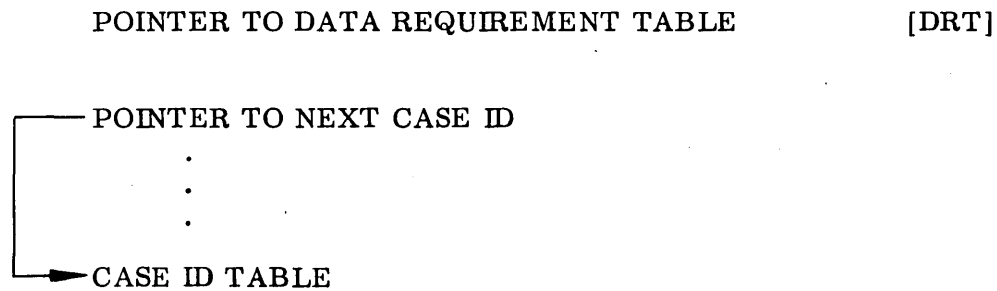 POINTER TO DATA REQUIREMENT TABLE [DRT]
POINTER TO NEXT CASE ID
.
.
.
CASE ID TABLE